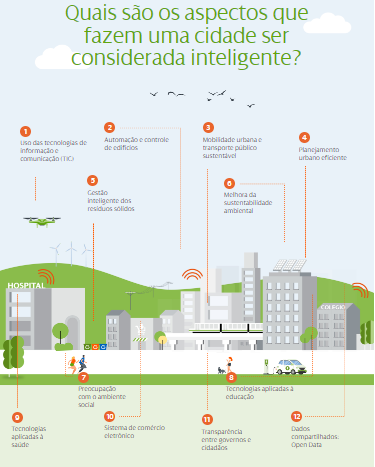 Quais são os aspectos que
fazem uma cidade ser
considerada inteligente?
1
Uso das tecnologias de
informação e
comunicação (TIC)
2
Automação e controle
de edifícios
3
Mobilidade urbana e
transporte público
sustentável
4
Planejamento
urbano eficiente
5
Gestão
inteligente dos
resíduos sólidos
6
Melhora da
sustentabilidade
ambiental
HOSPITAL
COLEGIO
7
Preocupação
com o ambiente
social
8
Tecnologias aplicadas à
educação
9
Tecnologias
aplicadas à
saúde
10
Sistema de comércio
eletrônico
11
Transparência
entre governos e
cidadãos
12
Dados
compartilhados:
Open Data